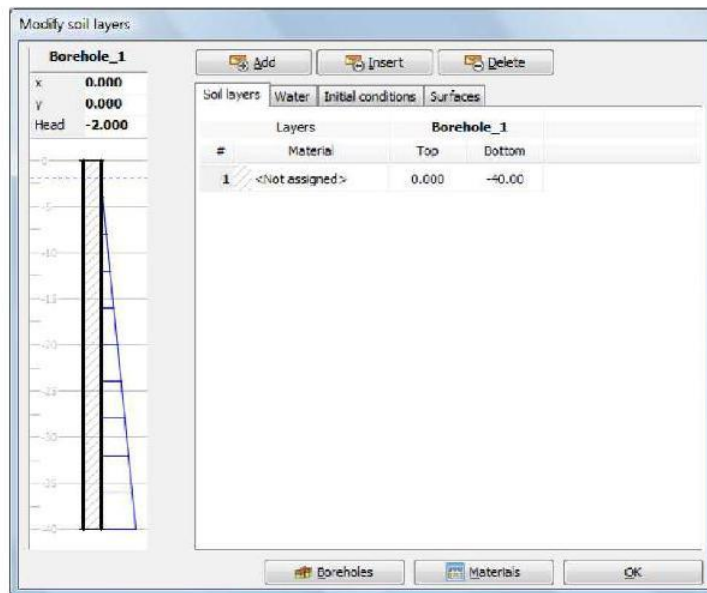 Modify soil layers
Borehole_1
x 0.000
y 0.000
Head -2.000
0
-5
-10
-15
-20
-25
-30
-35
-40
Add Insert Delete
Soil layers Water Initial conditions Surfaces
Layers Borehole_1
# Material Top Bottom
1 <Not assigned> 0.000 -40.00
Boreholes Materials OK